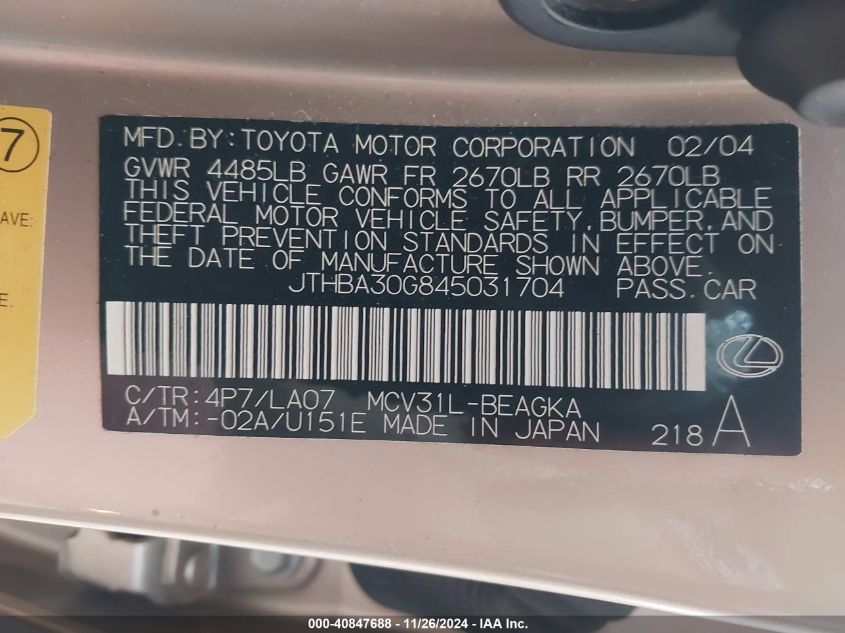 7
AVE:
MFD.BY:TOYOTA MOTOR CORPORATION 02/04
GVWR 4485LB GAWR FR 2670LB RR 2670LB
THIS VEHICLE CONFORMS TO ALL APPLICABLE
FEDERAL MOTOR VEHICLE SAFETY,BUMPER,AND
THEFT PREVENTION STANDARDS IN EFFECT ON
THE DATE OF MANUFACTURE SHOWN ABOVE.
JTHBA30G845031704 PASS.CAR
C/TR:4P7/LA07 MCV31L-BEAGKA
A/TM:-02A/U151E MADE IN JAPAN 218 A
000-40847688 - 11/26/2024 - IAA Inc.